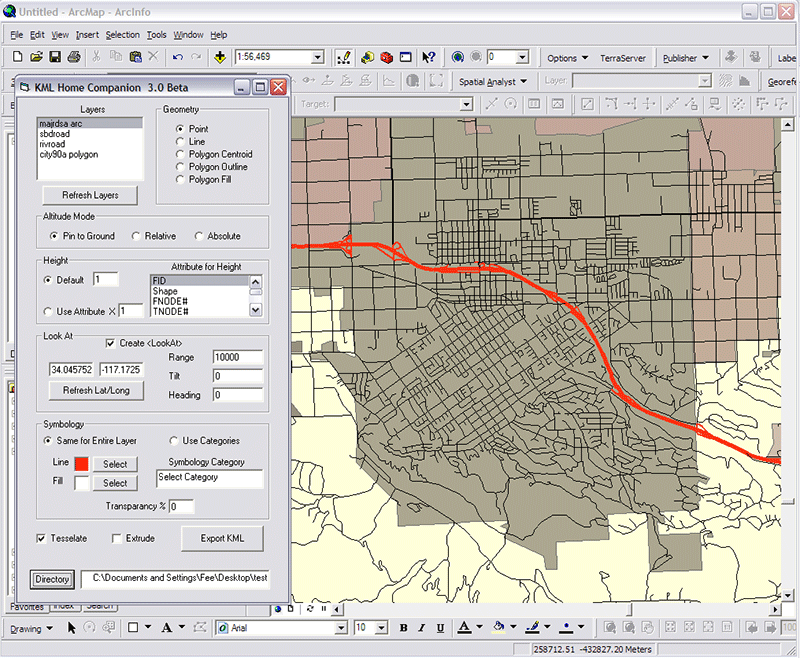 Untitled - ArcMap - ArcInfo
File Edit View Insert Selection Tools Window Help
1:56,469 0 Options TerraServer Publisher Labe
Spatial Analyst Layer: Georefe
KML Home Companion 3.0 Beta
Target:
Layers
majrdsa arc
sbdroad
rivroad
city90a polygon
Refresh Layers
Geometry
Point
Line
Polygon Centroid
Polygon Outline
Polygon Fill
Altitude Mode
Pin to Ground Relative Absolute
Height
Default 1
Use Attribute X 1
Attribute for Height
FID
Shape
FNODE#
TNODE#
Look At
Create <LookAt>
34.045752 -117.1725
Refresh Lat/Long
Range 10000
Tilt 0
Heading 0
Symbology
Same for Entire Layer Use Categories
Line Select
Fill Select
Symbology Category
Select Category
Transparancy % 0
Tesselate Extrude Export KML
Directory C:\Documents and Settings\Fee\Desktop\test
Favorites Index Search
Drawing A Arial 10 B I U A
258712.51 -432827.20 Meters